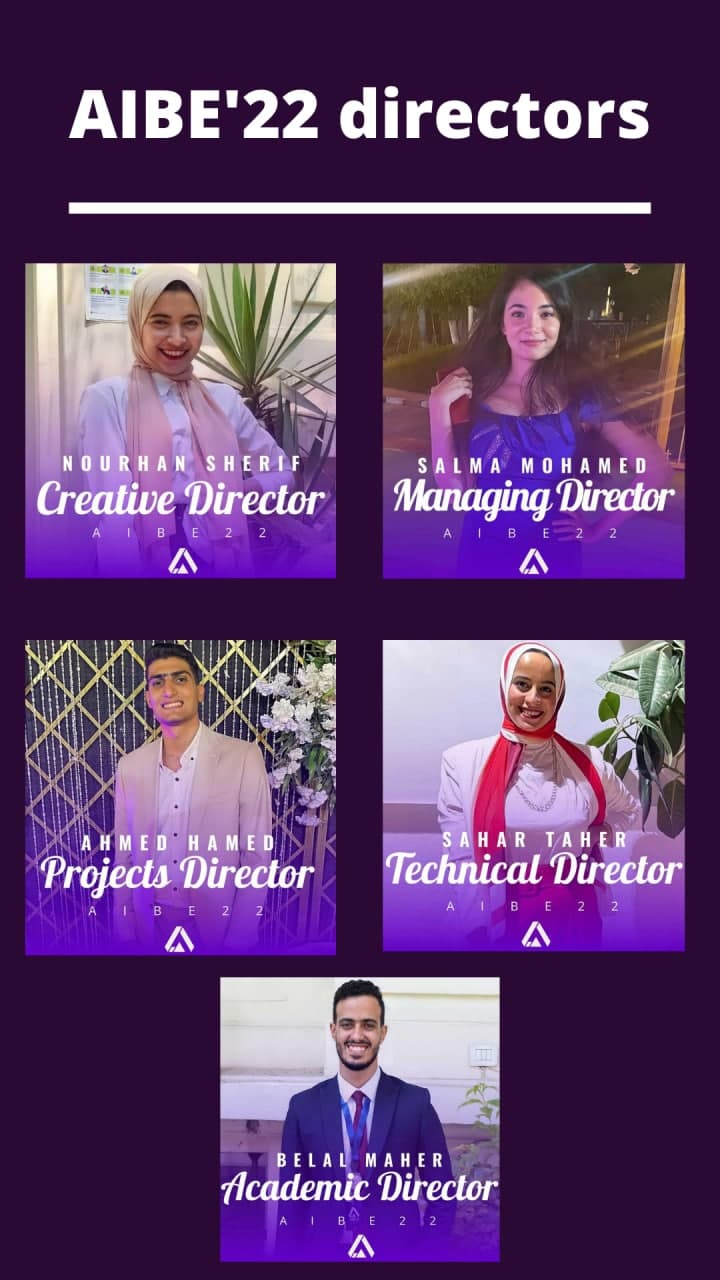 AIBE'22 directors
NOURHAN SHERIF
Creative Director
AIBE22
SALMA MOHAMED
Managing Director
AIBE22
AHMED HAMED
Projects Director
AIBE22
SAHAR TAHER
Technical Director
AIBE22
BELAL MAHER
Academic Director
AIBE22